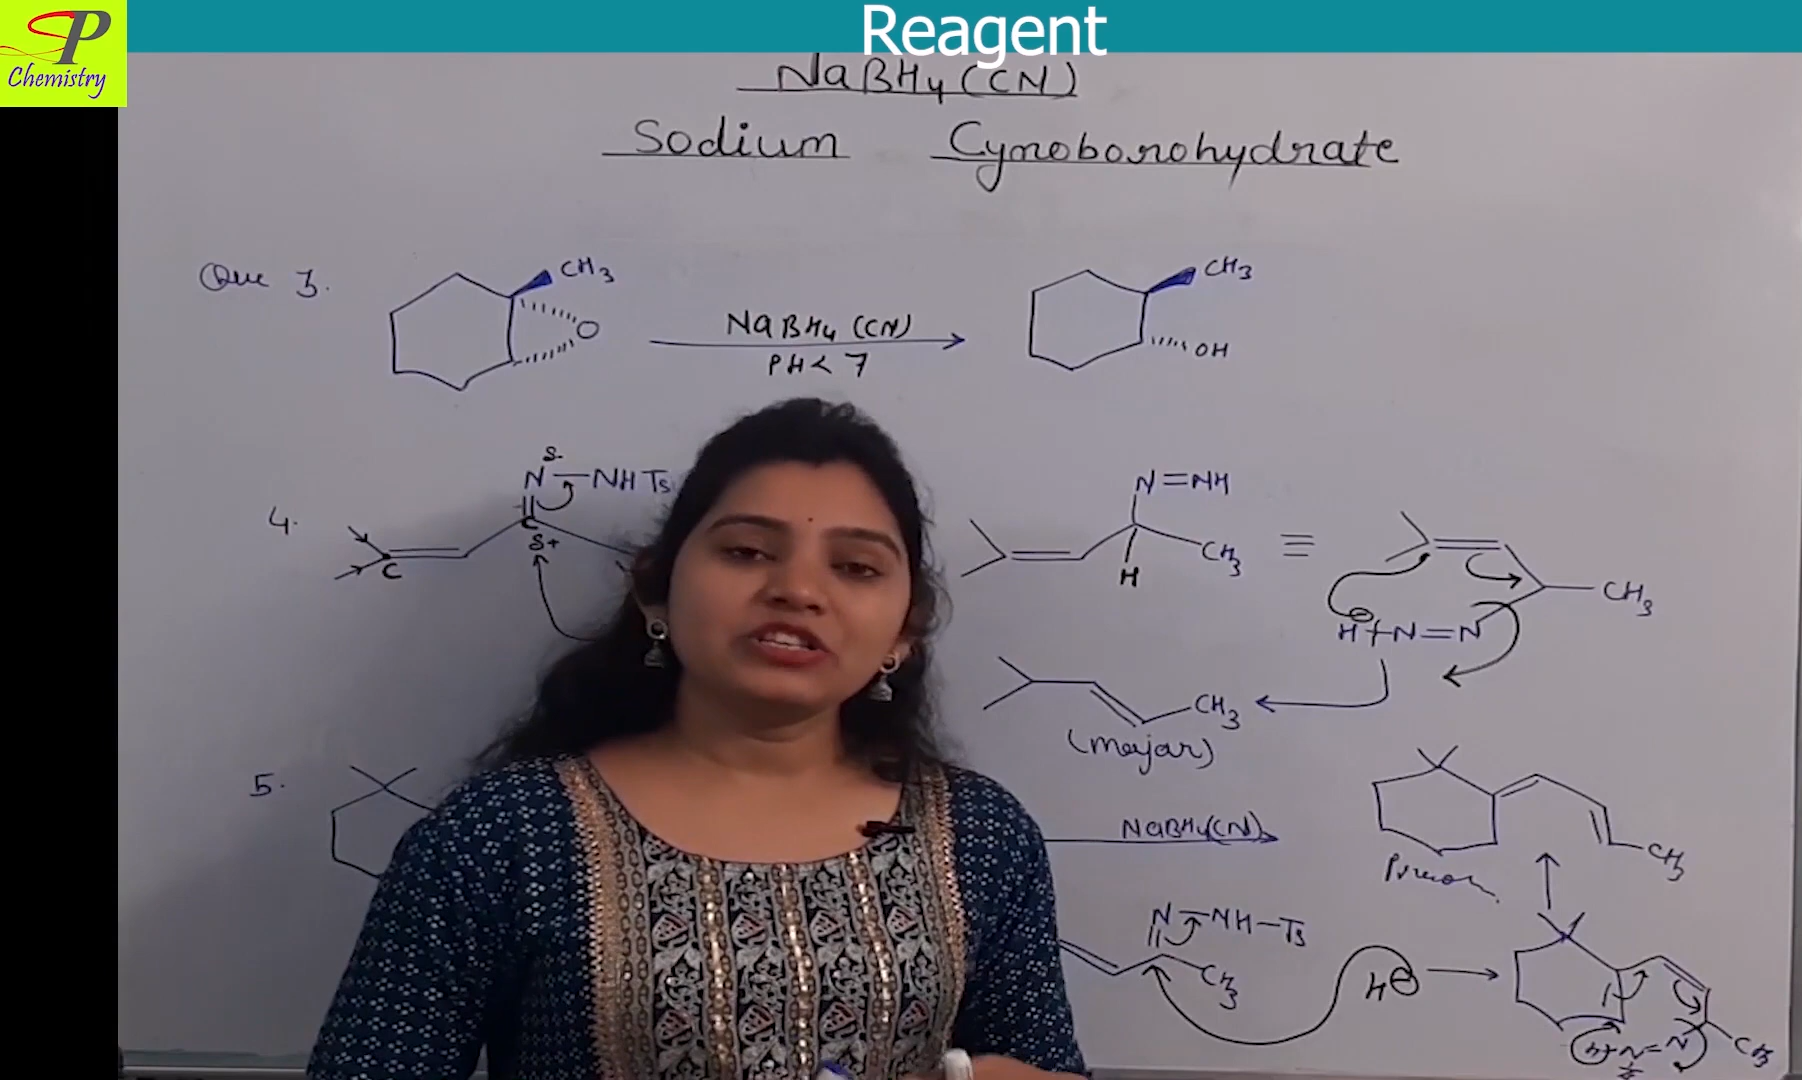 Reagent
SP
Chemistry
NaBH4(CN)
Sodium Cynoborohydrate
Que 3.
CH3
O
NaBH4 (CN)
PH < 7
CH3
OH
4.
S-
N-NHTs
C
S+
C
N=NH
CH3
H
≡
CH3
H+N=N
CH3
(Major)
5.
NaBH4(CN)
CH3
N-NH-Ts
CH3
H⊖
H+N=N
CH3